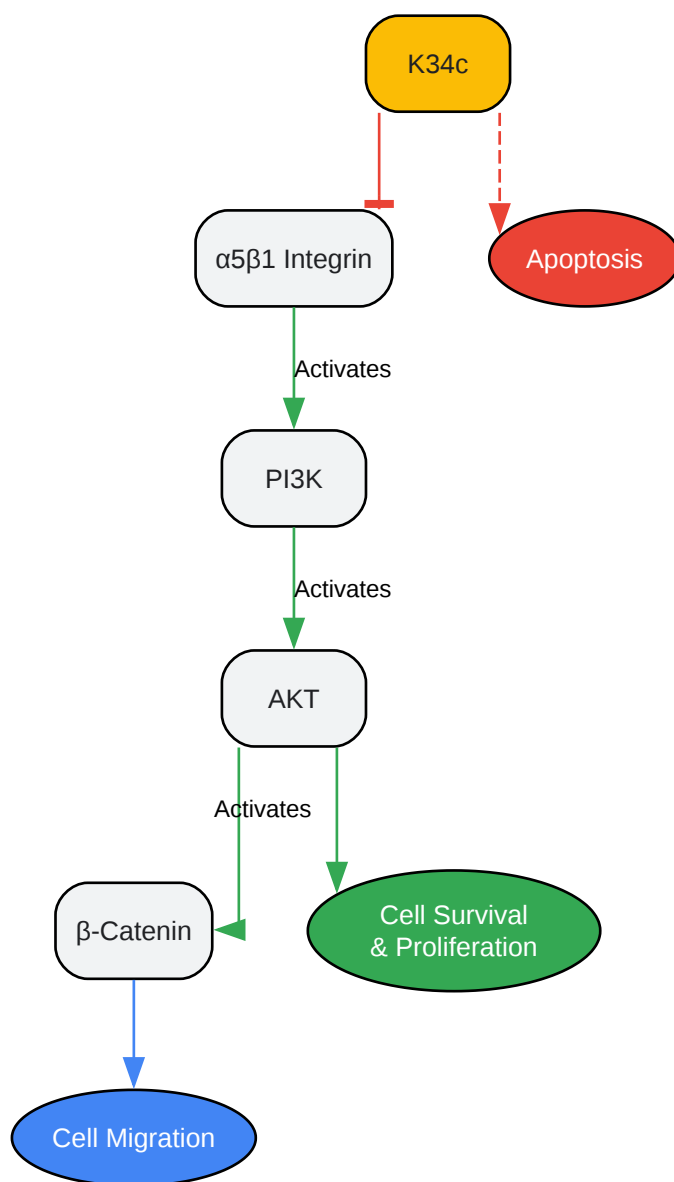 K34c
α5β1 Integrin
Apoptosis
Activates
PI3K
Activates
AKT
Activates
β-Catenin
Cell Survival
& Proliferation
Cell Migration